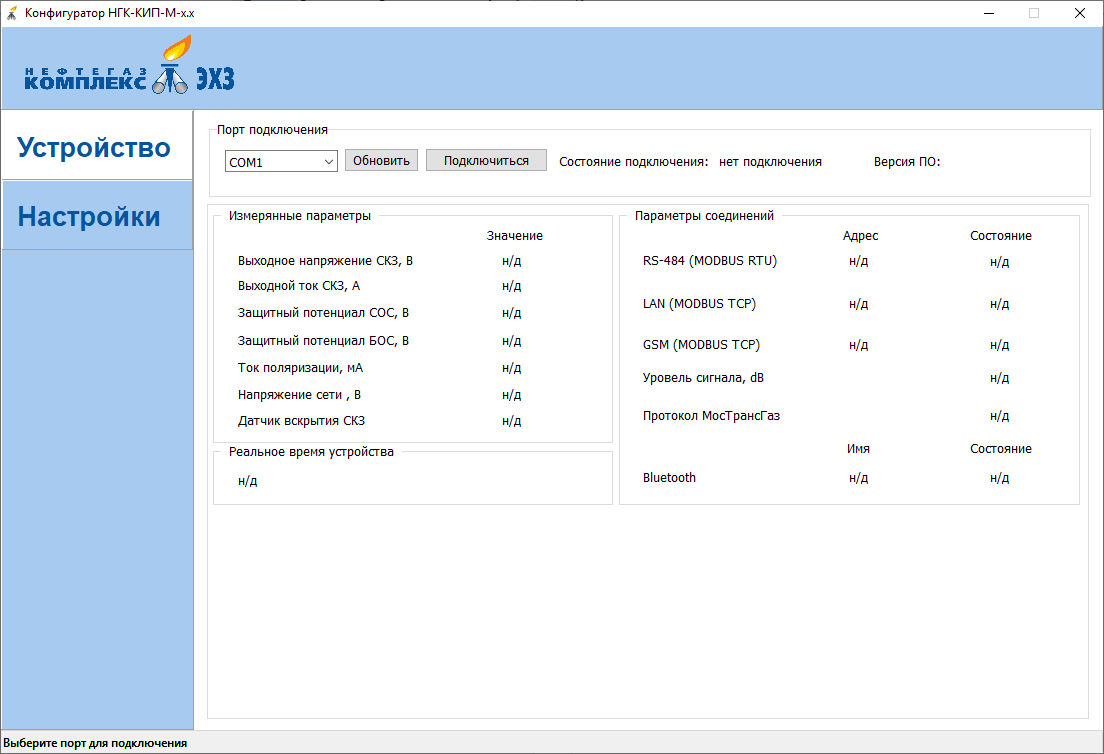 Конфигуратор НГК-КИП-М-x.x
НЕФТЕГАЗ
КОМПЛЕКС ЭХЗ
Устройство
Настройки
Порт подключения
COM1 Обновить Подключиться Состояние подключения: нет подключения Версия ПО:
Измерянные параметры
Значение
Выходное напряжение СКЗ, В н/д
Выходной ток СКЗ, А н/д
Защитный потенциал СОС, В н/д
Защитный потенциал БОС, В н/д
Ток поляризации, мА н/д
Напряжение сети , В н/д
Датчик вскрытия СКЗ н/д
Реальное время устройства
н/д
Параметры соединений
Адрес Состояние
RS-484 (MODBUS RTU) н/д н/д
LAN (MODBUS TCP) н/д н/д
GSM (MODBUS TCP) н/д н/д
Уровень сигнала, dB н/д
Протокол МосТрансГаз н/д
Имя Состояние
Bluetooth н/д н/д
Выберите порт для подключения